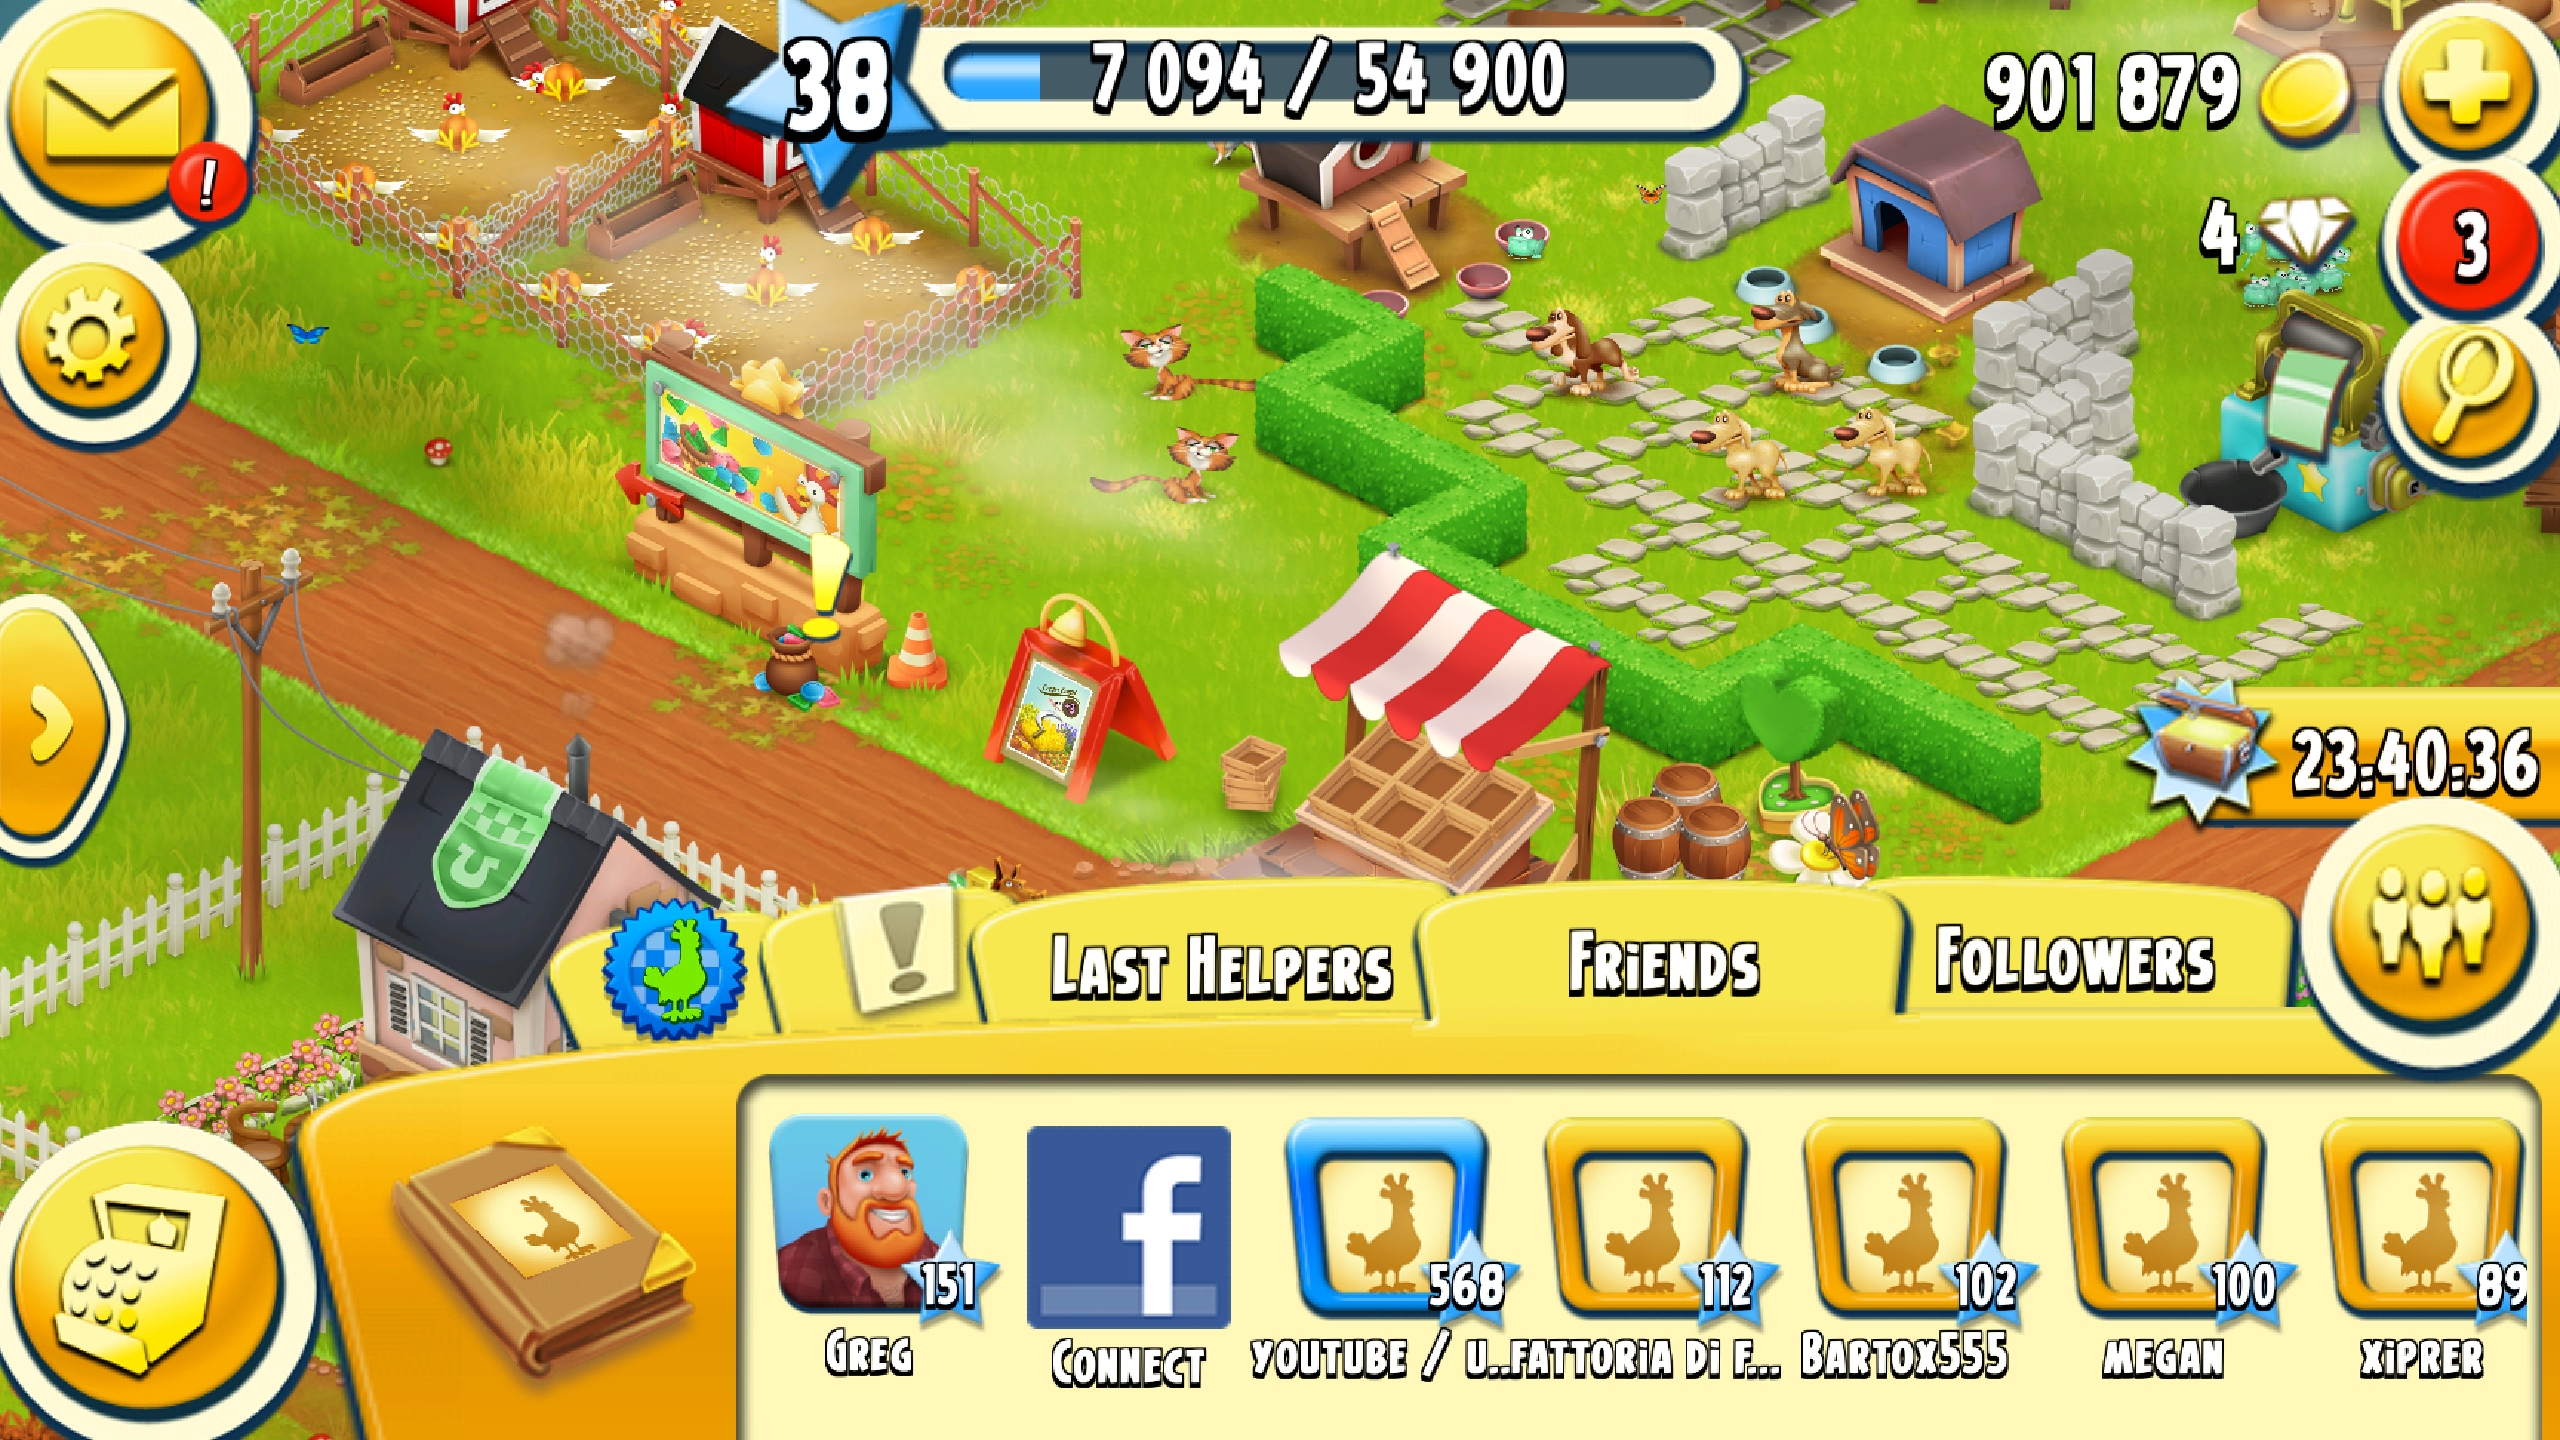 38
7 094 / 54 900
901 879
!
4
3
23:40:36
LAST HELPERS
FRiENDS
FOLLOWERS
151
568
112
102
100
89
GREG
CONNECT
YOUTUBE / U..
FATTORiA Di F...
BARTOX555
MEGAN
XiPRER